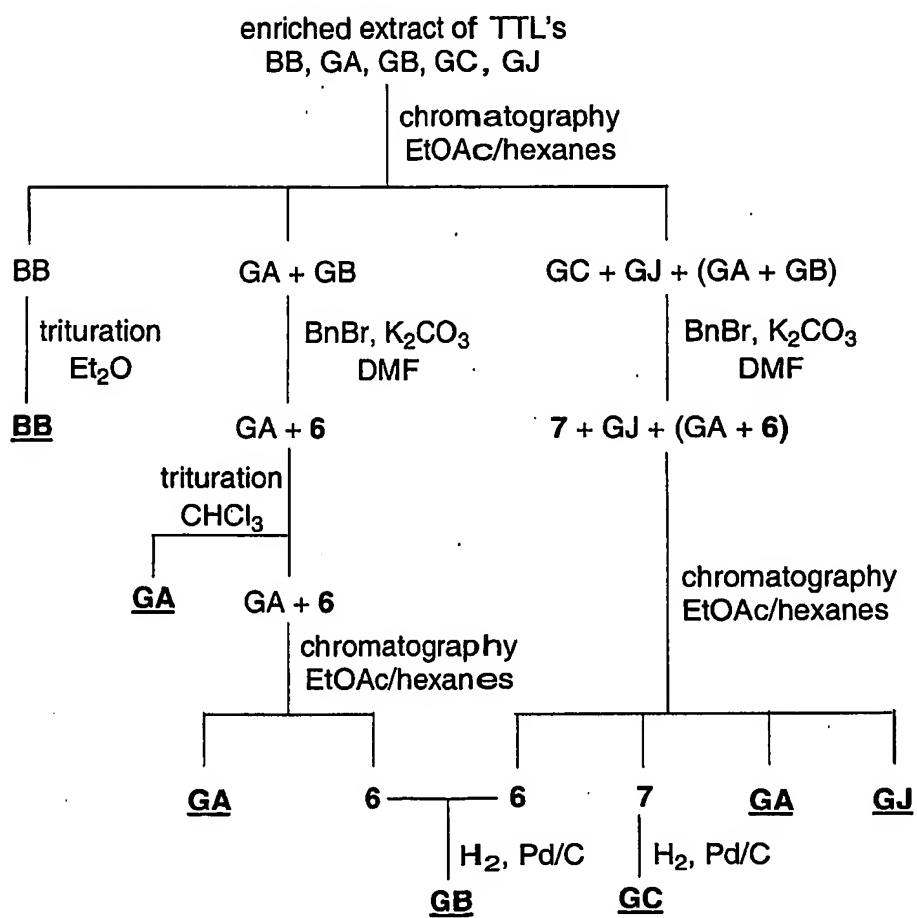 enriched extract of TTL's
BB, GA, GB, GC, GJ
chromatography
EtOAc/hexanes
BB
GA + GB
GC + GJ + (GA + GB)
trituration
Et₂O
BnBr, K₂CO₃
DMF
BnBr, K₂CO₃
DMF
BB
GA + 6
7 + GJ + (GA + 6)
trituration
CHCl₃
GA
GA + 6
chromatography
EtOAc/hexanes
chromatography
EtOAc/hexanes
GA
6
6
7
GA
GJ
H₂, Pd/C
H₂, Pd/C
GB
GC